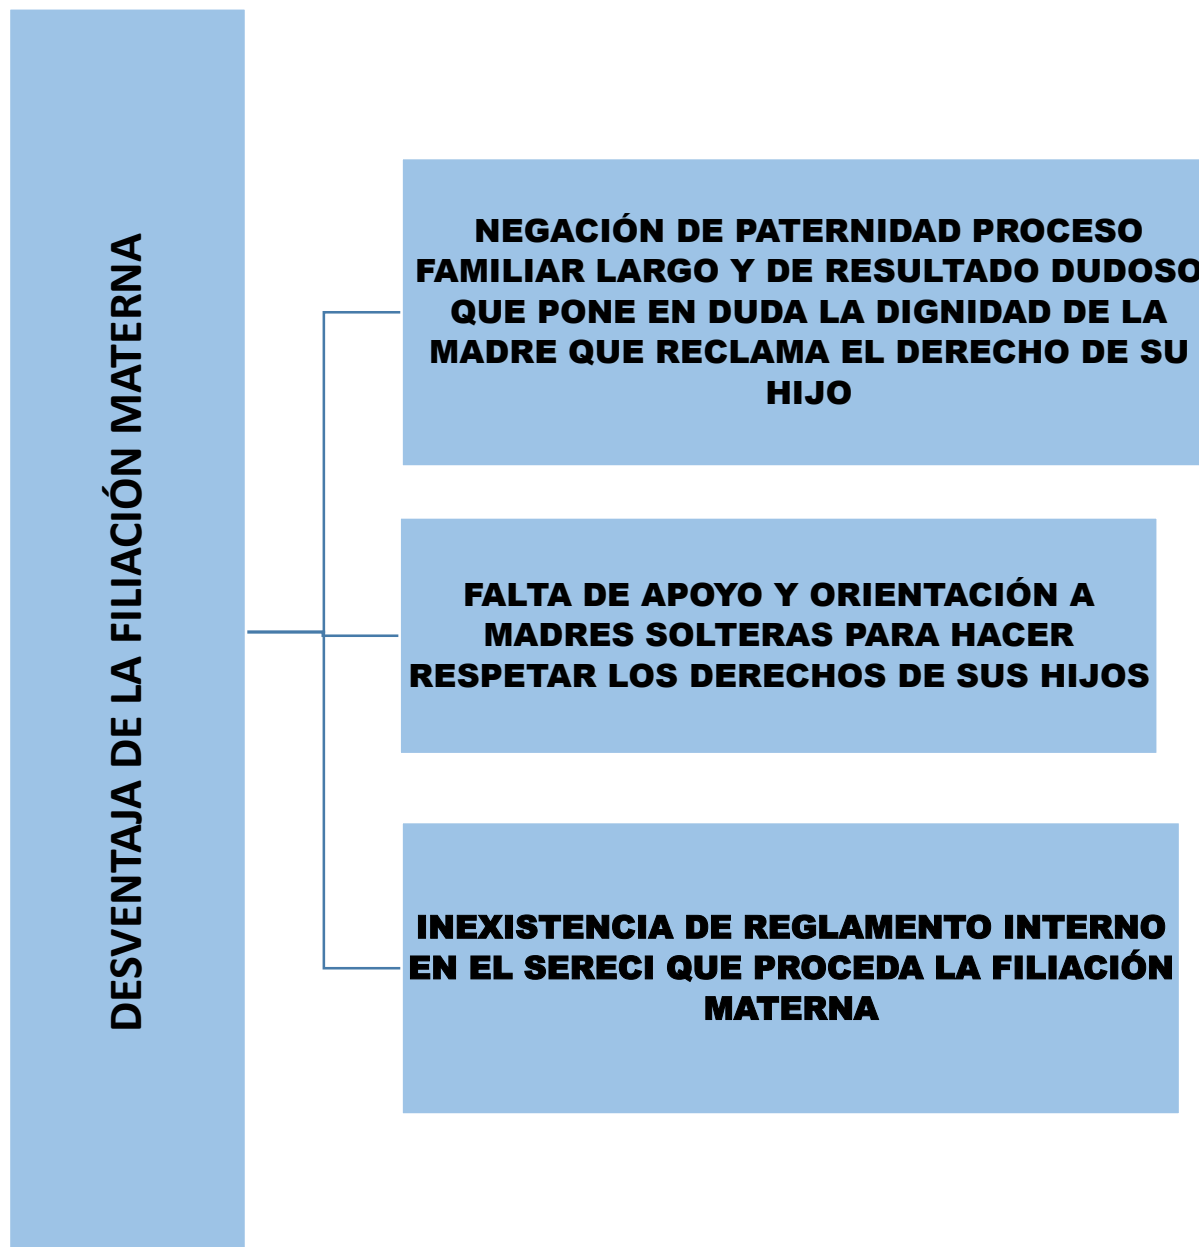 DESVENTAJA DE LA FILIACIÓN MATERNA
NEGACIÓN DE PATERNIDAD PROCESO
FAMILIAR LARGO Y DE RESULTADO DUDOSO
QUE PONE EN DUDA LA DIGNIDAD DE LA
MADRE QUE RECLAMA EL DERECHO DE SU
HIJO
FALTA DE APOYO Y ORIENTACIÓN A
MADRES SOLTERAS PARA HACER
RESPETAR LOS DERECHOS DE SUS HIJOS
INEXISTENCIA DE REGLAMENTO INTERNO
EN EL SERECI QUE PROCEDA LA FILIACIÓN
MATERNA